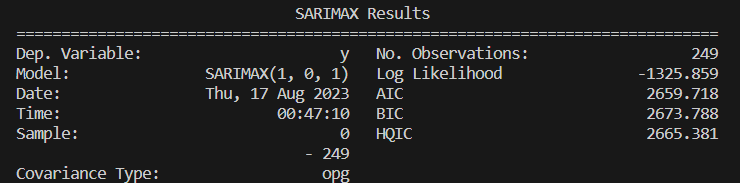 SARIMAX Results
==============================================================================
Dep. Variable: y No. Observations: 249
Model: SARIMAX(1, 0, 1) Log Likelihood -1325.859
Date: Thu, 17 Aug 2023 AIC 2659.718
Time: 00:47:10 BIC 2673.788
Sample: 0 HQIC 2665.381
- 249
Covariance Type: opg